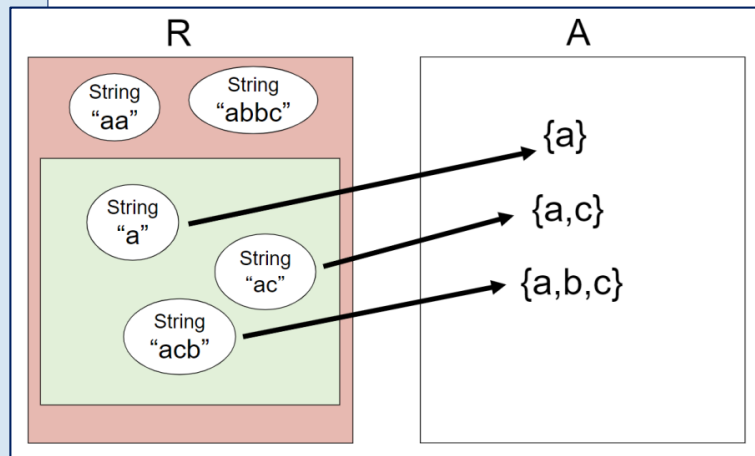 R
A
String
“aa”
String
“abbc”
String
“a”
String
“ac”
String
“acb”
{a}
{a,c}
{a,b,c}